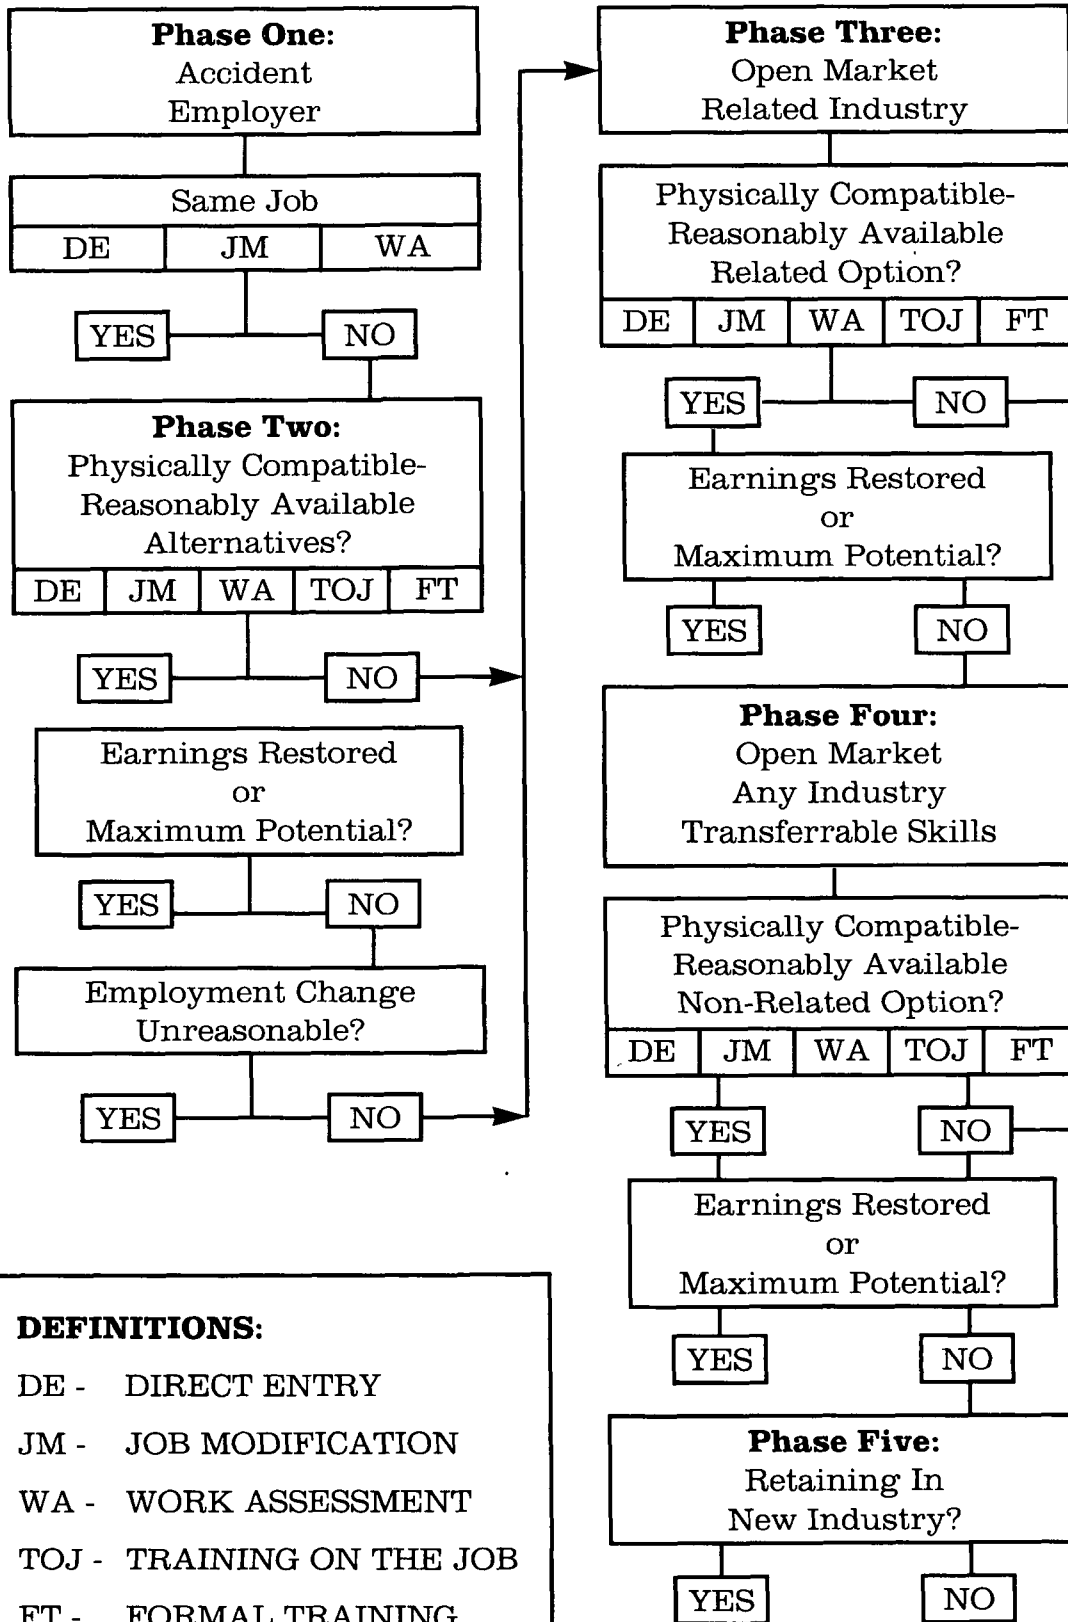 Phase One:
Accident
Employer
Same Job
DE JM WA
YES NO
Phase Two:
Physically Compatible-
Reasonably Available
Alternatives?
DE JM WA TOJ FT
YES NO
Earnings Restored
or
Maximum Potential?
YES NO
Employment Change
Unreasonable?
YES NO
Phase Three:
Open Market
Related Industry
Physically Compatible-
Reasonably Available
Related Option?
DE JM WA TOJ FT
YES NO
Earnings Restored
or
Maximum Potential?
YES NO
Phase Four:
Open Market
Any Industry
Transferrable Skills
Physically Compatible-
Reasonably Available
Non-Related Option?
DE JM WA TOJ FT
YES NO
Earnings Restored
or
Maximum Potential?
YES NO
Phase Five:
Retaining In
New Industry?
YES NO
DEFINITIONS:
DE - DIRECT ENTRY
JM - JOB MODIFICATION
WA - WORK ASSESSMENT
TOJ - TRAINING ON THE JOB
FT - FORMAL TRAINING